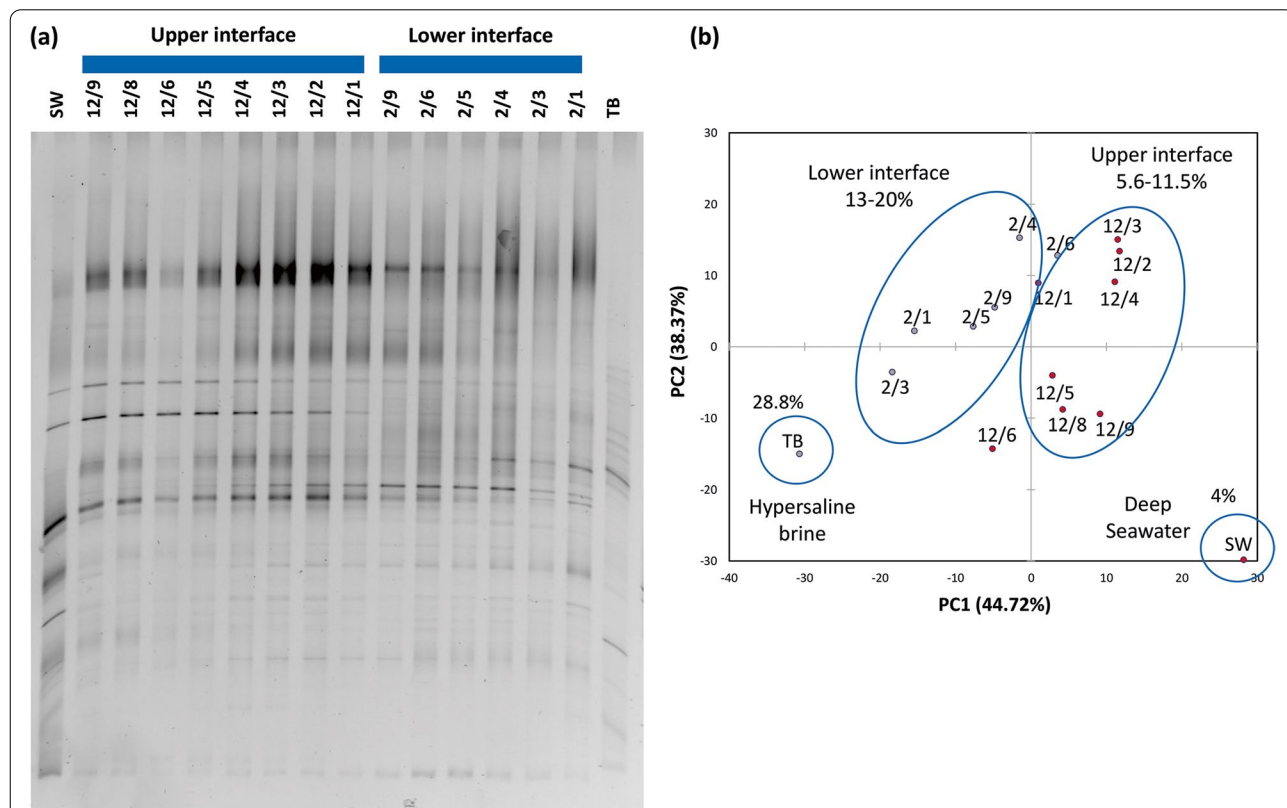 (a)
Upper interface
Lower interface
SW
12/9
12/8
12/6
12/5
12/4
12/3
12/2
12/1
2/9
2/6
2/5
2/4
2/3
2/1
TB
(b)
30
20
10
0
-10
-20
-30
PC2 (38.37%)
Lower interface
13-20%
Upper interface
5.6-11.5%
2/4
2/6
12/3
12/2
12/4
12/1
2/9
2/5
2/1
2/3
12/5
12/8
12/9
12/6
28.8%
TB
Hypersaline
brine
Deep
Seawater
4%
SW
-40
-30
-20
-10
0
10
20
30
PC1 (44.72%)